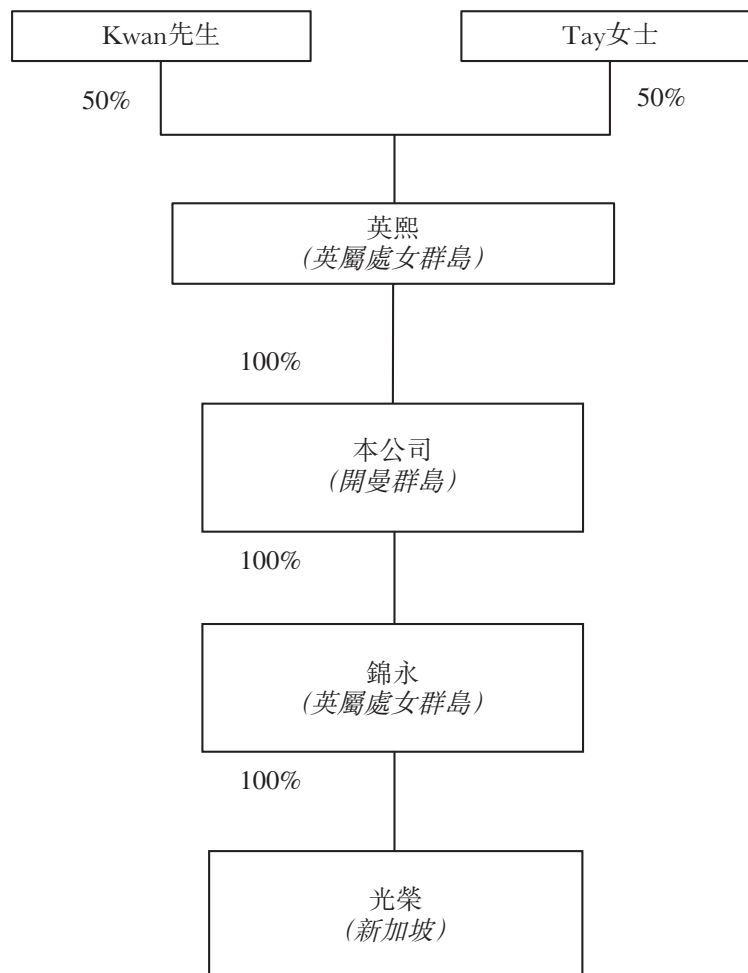 Kwan先生
Tay女士
50%
50%
英熙
(英屬處女群島)
100%
本公司
(開曼群島)
100%
錦永
(英屬處女群島)
100%
光榮
(新加坡)